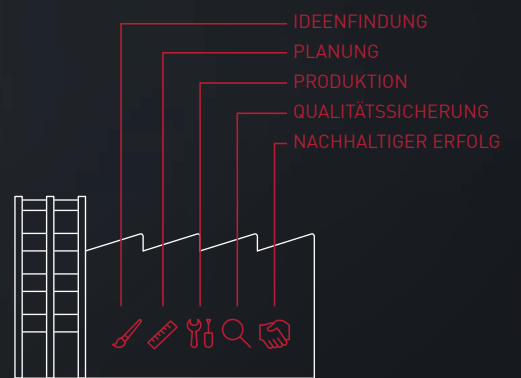 IDEENFINDUNG
PLANUNG
PRODUKTION
QUALITÄTSSICHERUNG
NACHHALTIGER ERFOLG